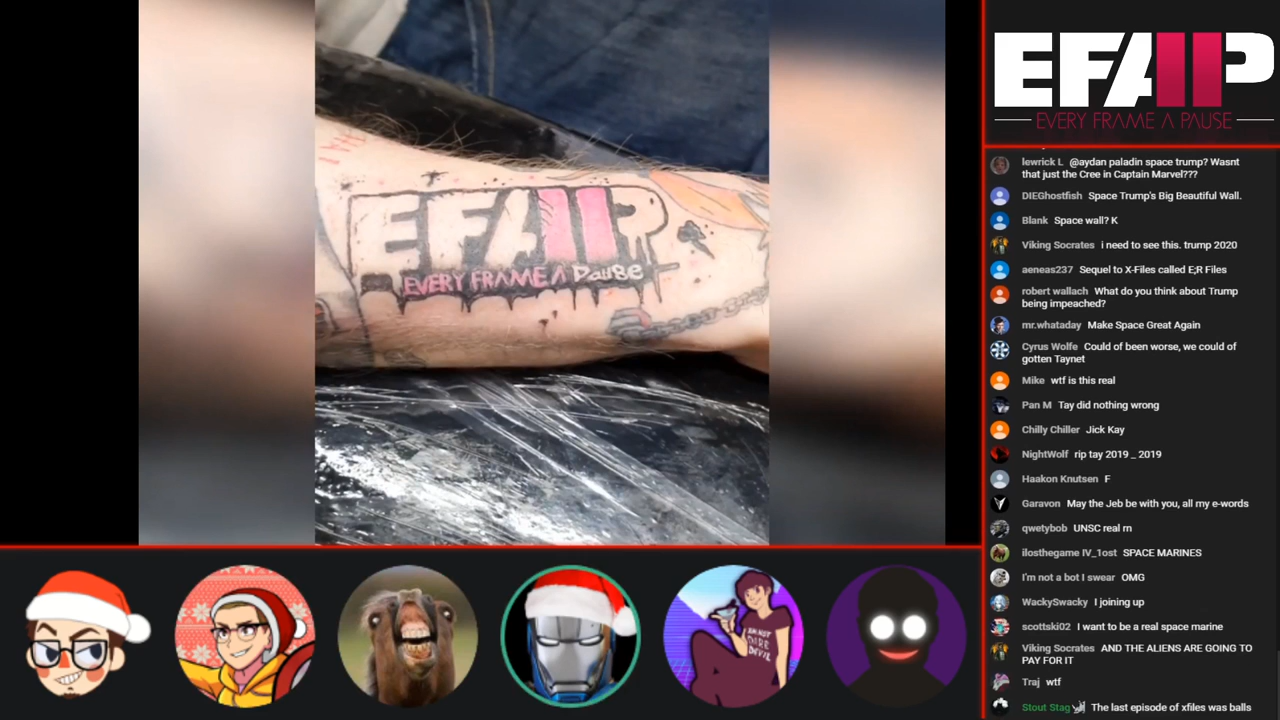 EFAP
EVERY FRAME A PAUSE
EFAP
EVERY FRAME A Pause
I AM NOT
THERE
DEVIL
lewrick L @aydan paladin space trump? Wasnt
that just the Cree in Captain Marvel???
DIEGhostfish Space Trump's Big Beautiful Wall.
Blank Space wall? K
Viking Socrates i need to see this. trump 2020
aeneas237 Sequel to X-Files called E;R Files
robert wallach What do you think about Trump
being impeached?
mr.whataday Make Space Great Again
Cyrus Wolfe Could of been worse, we could of
gotten Taynet
Mike wtf is this real
Pan M Tay did nothing wrong
Chilly Chiller Jick Kay
NightWolf rip tay 2019 _ 2019
Haakon Knutsen F
Garavon May the Jeb be with you, all my e-words
qwetybob UNSC real m
ilosthegame IV_1ost SPACE MARINES
I'm not a bot I swear OMG
WackySwacky I joining up
scottski02 I want to be a real space marine
Viking Socrates AND THE ALIENS ARE GOING TO
PAY FOR IT
Traj wtf
Stout Stag The last episode of xfiles was balls